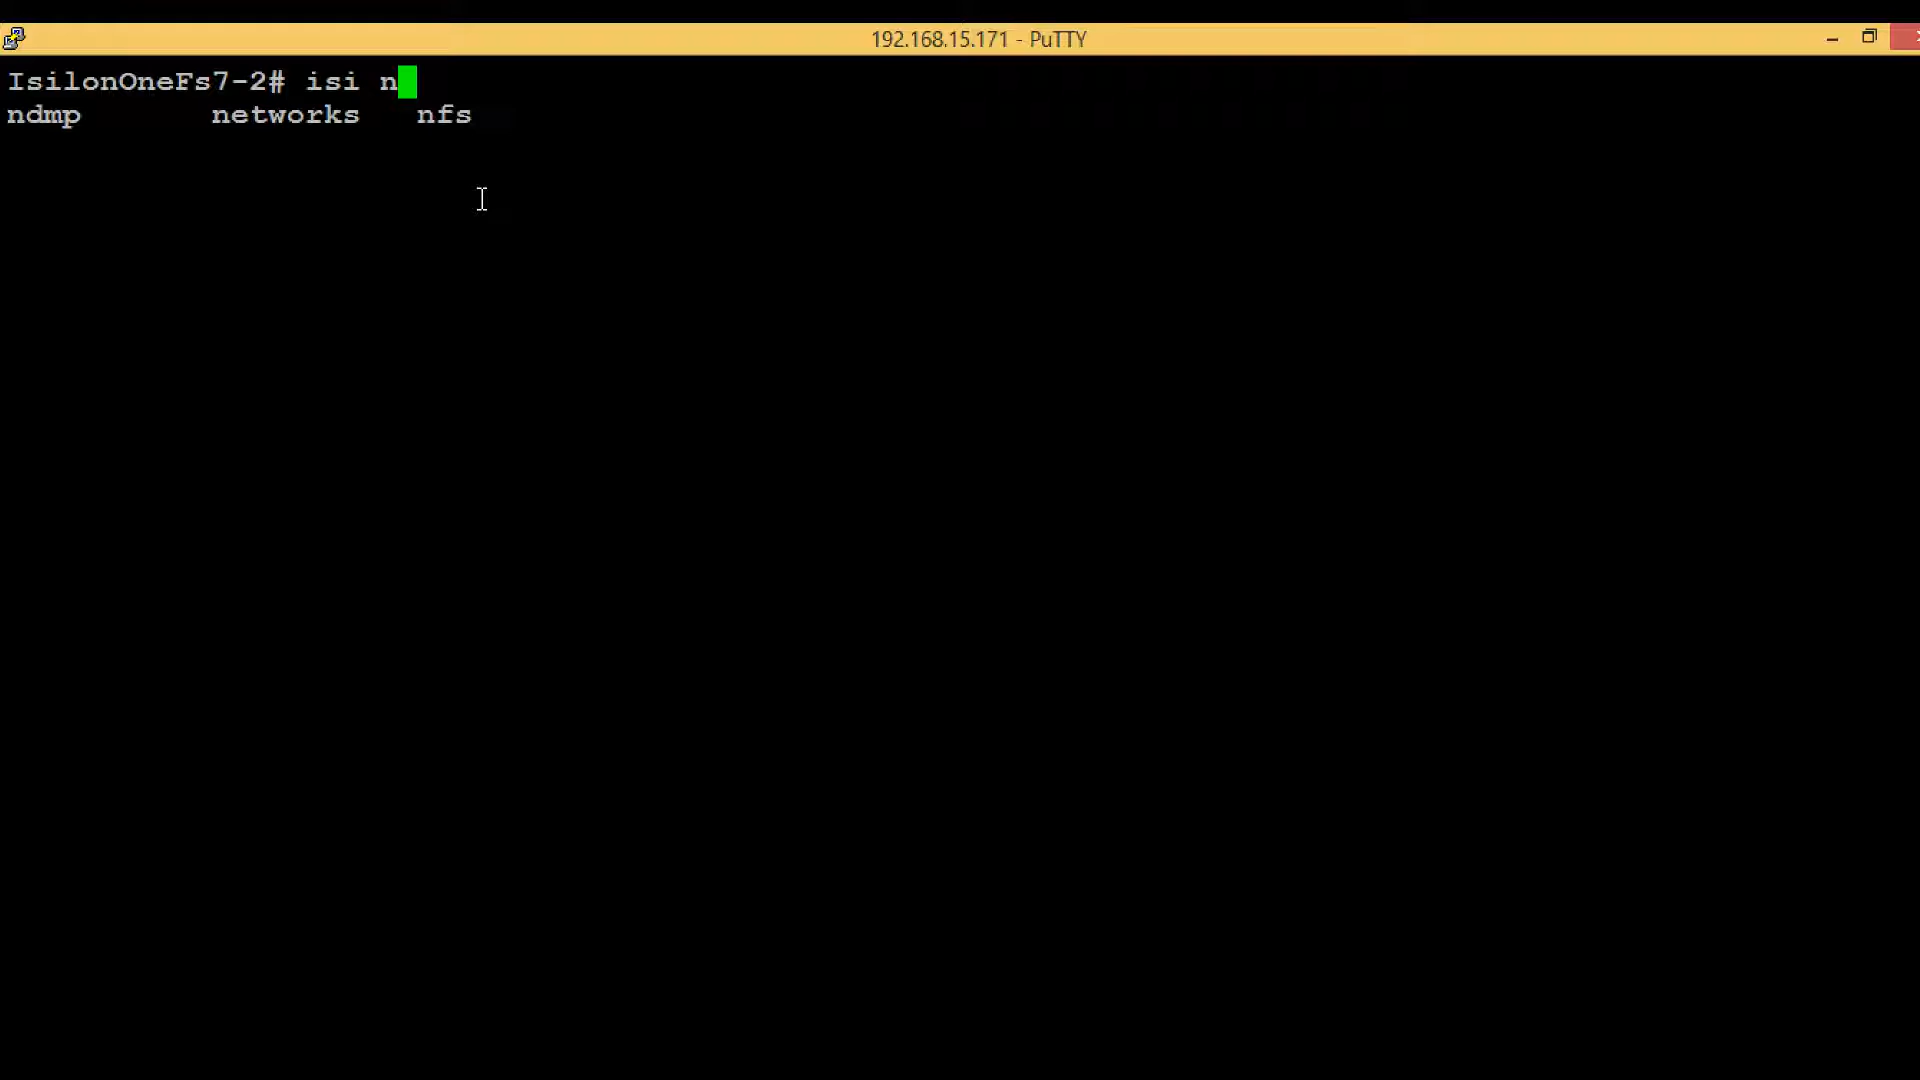 192.168.15.171 - PuTTY
IsilonOneFs7-2# isi n
ndmp networks nfs